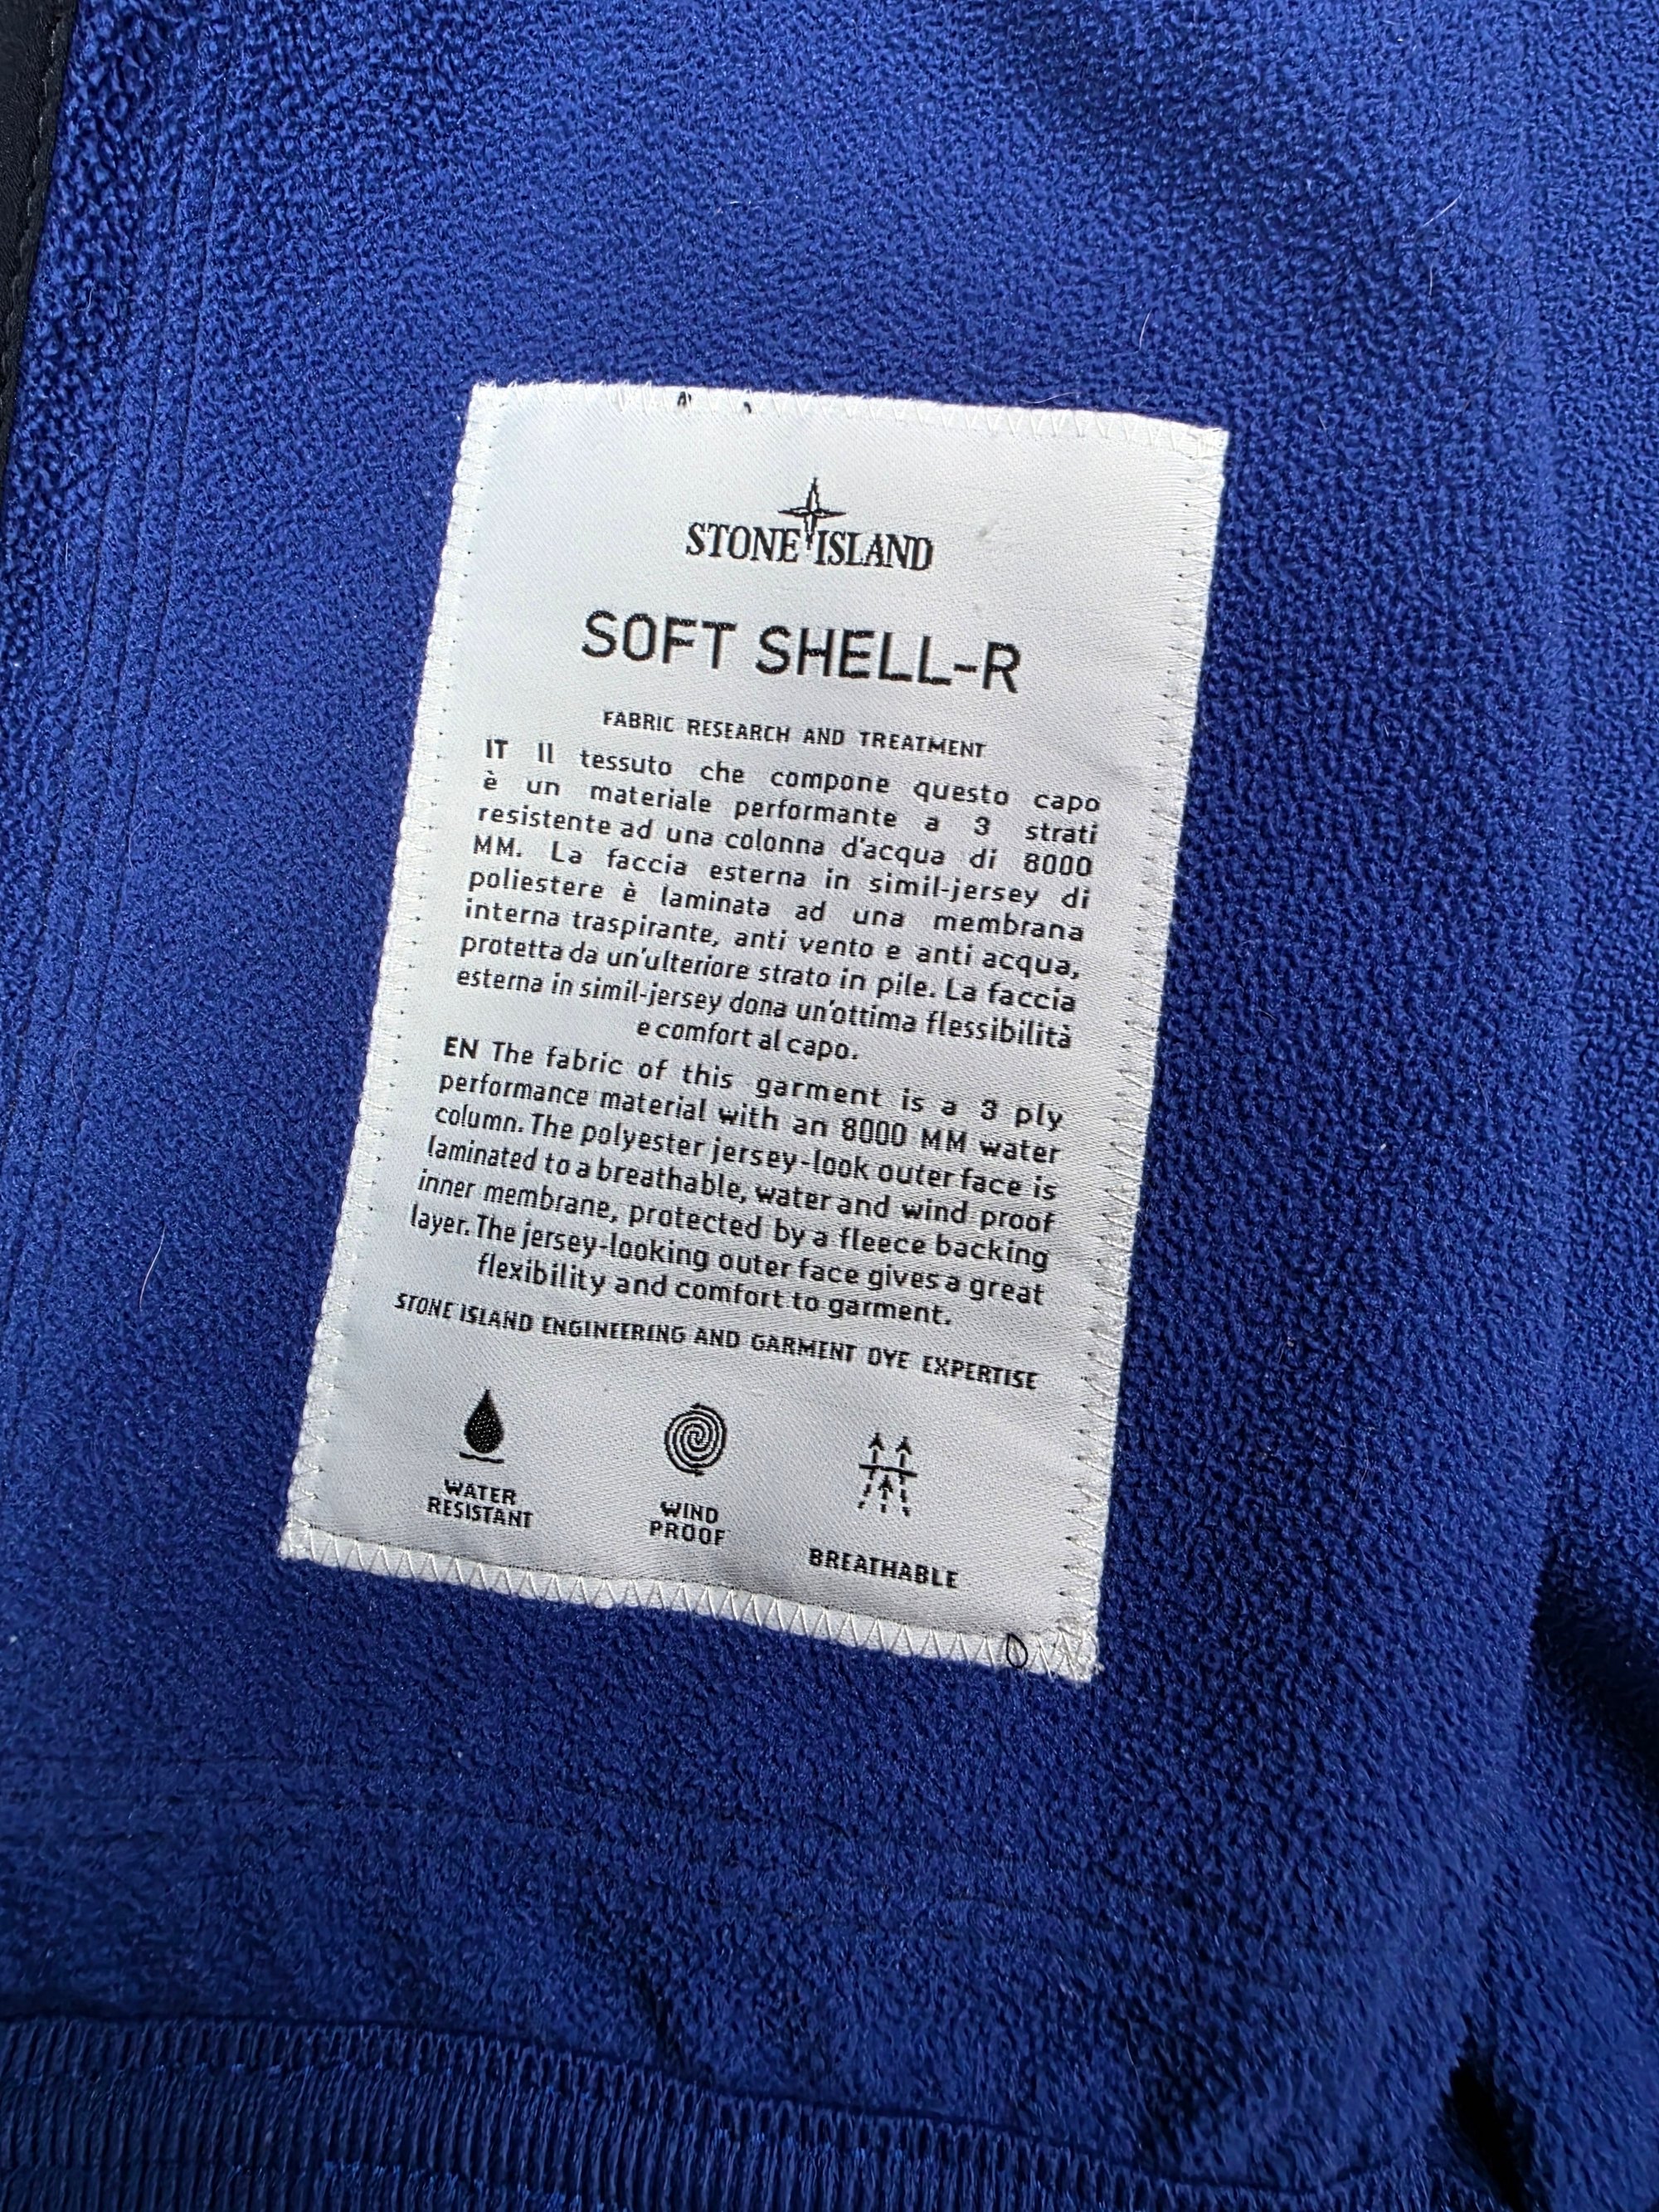 STONE ISLAND
SOFT SHELL-R
FABRIC RESEARCH AND TREATMENT
IT Il tessuto che compone questo capo
è un materiale performante a 3 strati
resistente ad una colonna d'acqua di 8000
MM. La faccia esterna in simil-jersey di
poliestere è laminata ad una membrana
interna traspirante, anti vento e anti acqua,
protetta da un'ulteriore strato in pile. La faccia
esterna in simil-jersey dona un'ottima flessibilità
e comfort al capo.
EN The fabric of this garment is a 3 ply
performance material with an 8000 MM water
column. The polyester jersey-look outer face is
laminated to a breathable, water and wind proof
inner membrane, protected by a fleece backing
layer. The jersey-looking outer face gives a great
flexibility and comfort to garment.
STONE ISLAND ENGINEERING AND GARMENT DYE EXPERTISE
WATER
RESISTANT
WIND
PROOF
BREATHABLE